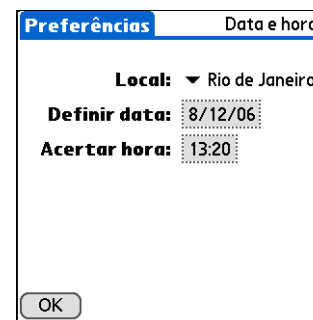 Preferências Data e hora
Local: Rio de Janeiro
Definir data: 8/12/06
Acertar hora: 13:20
OK